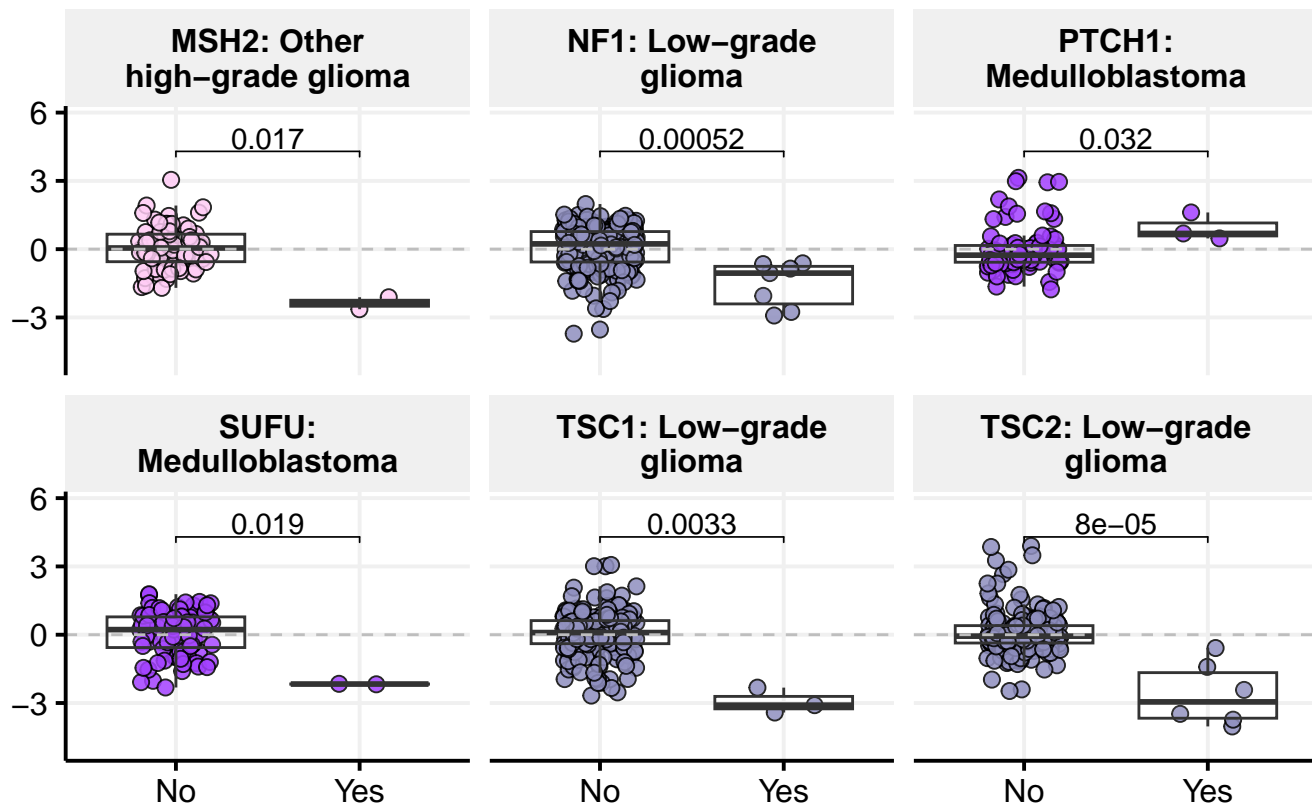 MSH2: Other
high−grade glioma
NF1: Low−grade
glioma
PTCH1:
Medulloblastoma
6
3
0
−3
0.017
0.00052
0.032
SUFU:
Medulloblastoma
TSC1: Low−grade
glioma
TSC2: Low−grade
glioma
6
3
0
−3
0.019
0.0033
8e−05
No
Yes
No
Yes
No
Yes